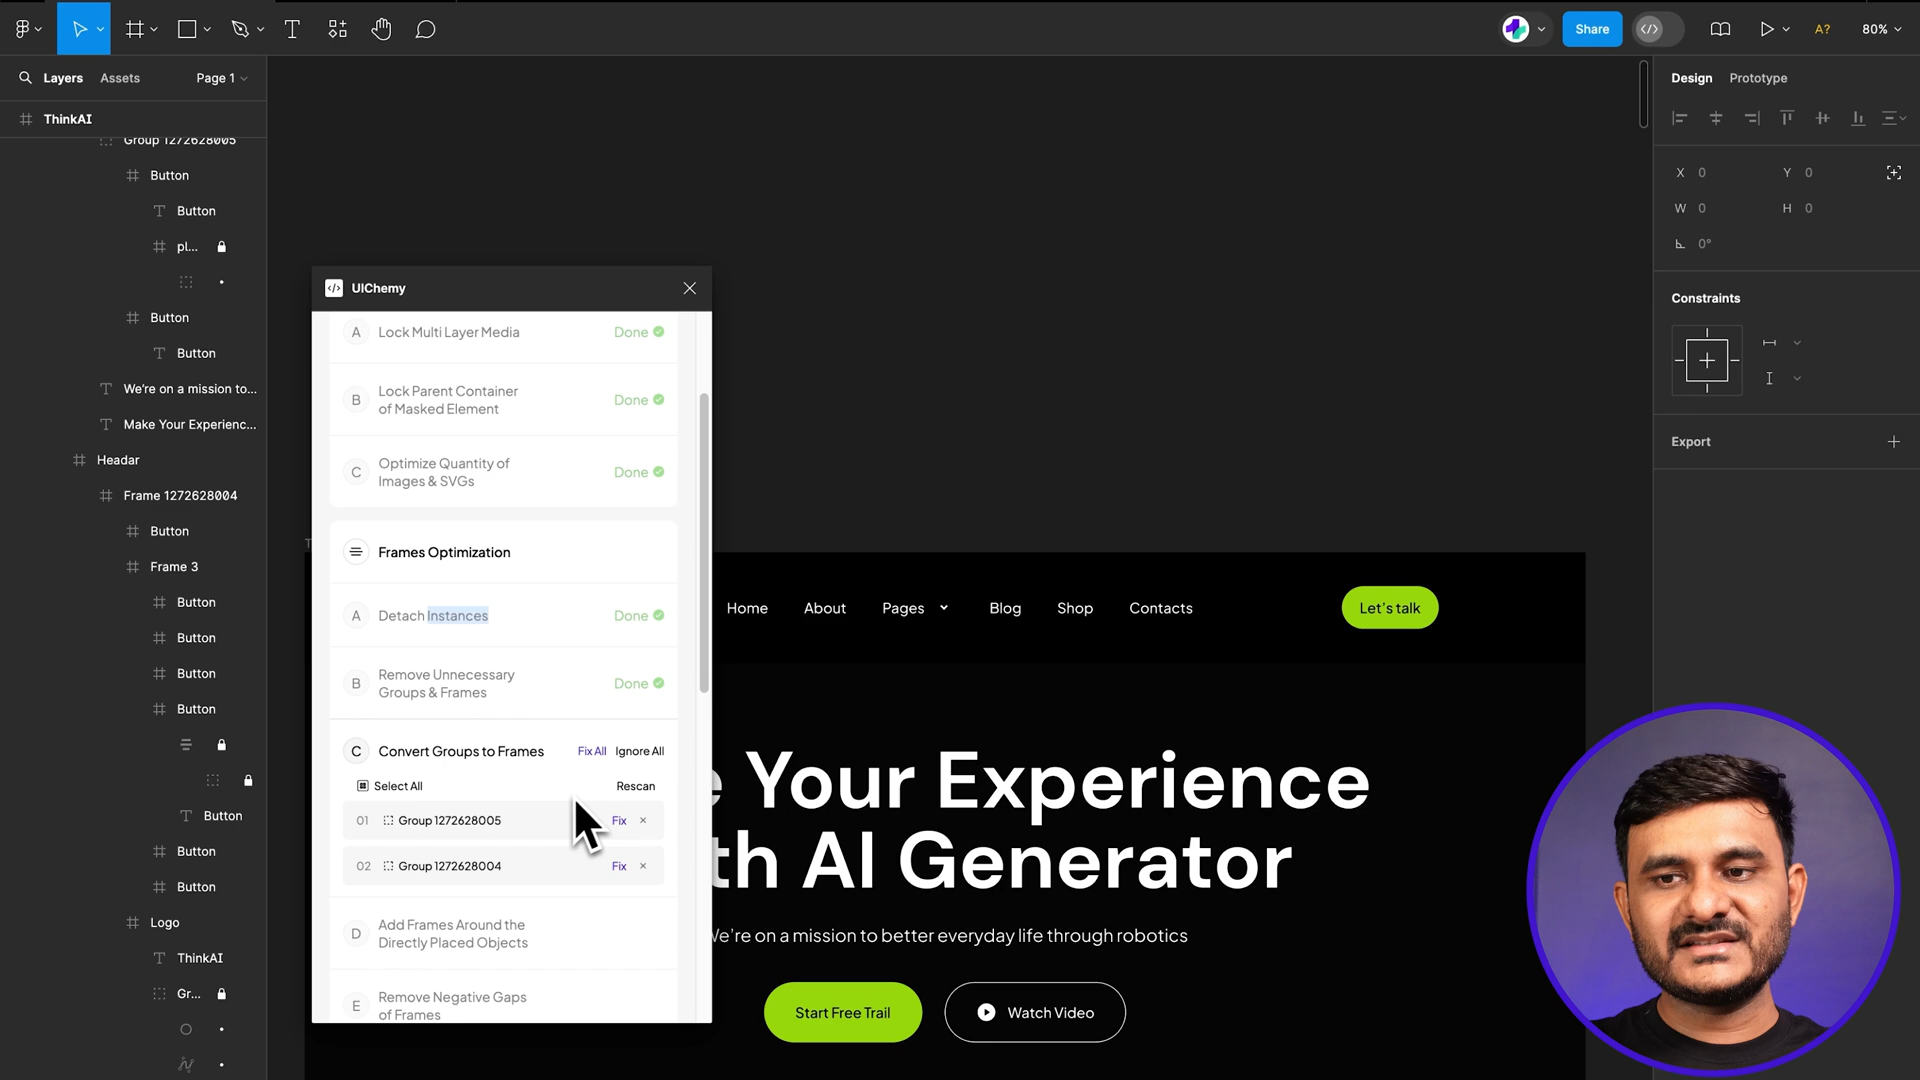 Share
A?
80%
Layers
Assets
Page 1
Design
Prototype
ThinkAI
Group 1272628005
Button
Button
pl...
Button
Button
We're on a mission to...
Make Your Experienc...
Headar
Frame 1272628004
Button
Frame 3
Button
Button
Button
Button
Button
Button
Button
Logo
ThinkAI
Gr...
UIChemy
A Lock Multi Layer Media Done
B Lock Parent Container
of Masked Element Done
C Optimize Quantity of
Images & SVGs Done
Frames Optimization
A Detach Instances Done
B Remove Unnecessary
Groups & Frames Done
C Convert Groups to Frames Fix All Ignore All
Select All Rescan
01 Group 1272628005 Fix ×
02 Group 1272628004 Fix ×
D Add Frames Around the
Directly Placed Objects
E Remove Negative Gaps
of Frames
Home About Pages Blog Shop Contacts Let's talk
e Your Experience
th AI Generator
We're on a mission to better everyday life through robotics
Start Free Trail
Watch Video
X 0 Y 0
W 0 H 0
0°
Constraints
Export